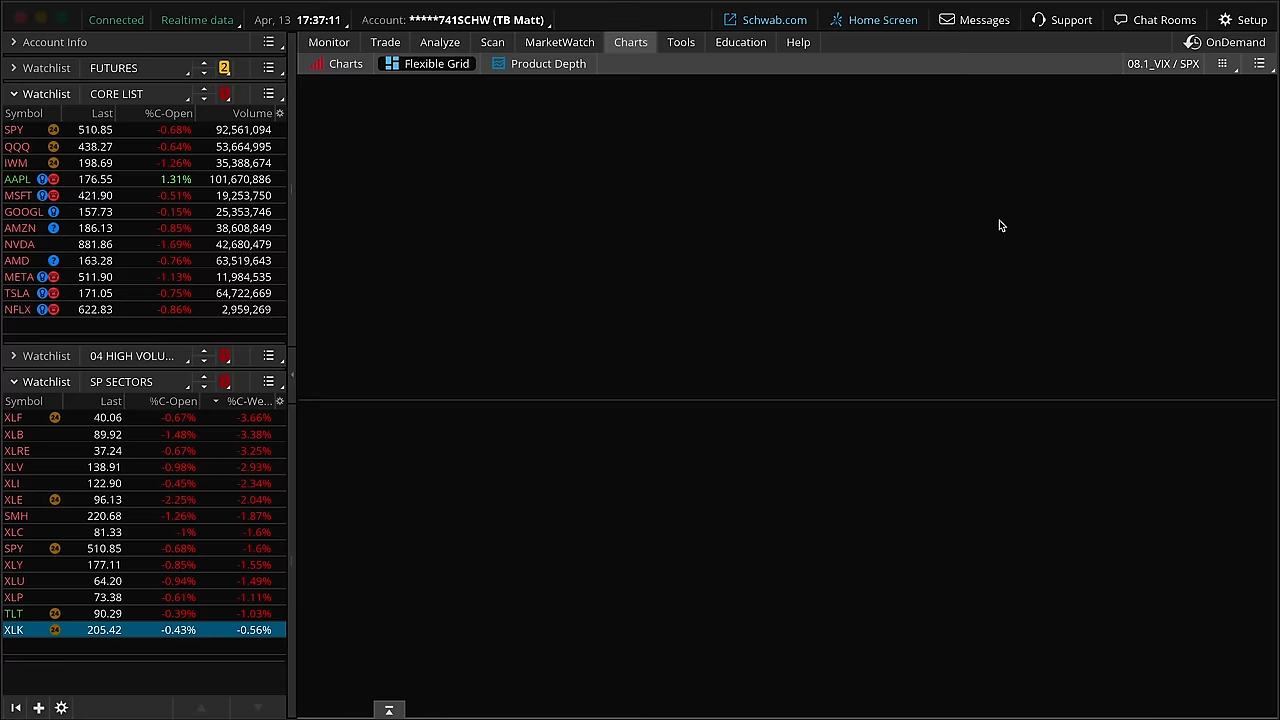 Connected Realtime data Apr, 13 17:37:11 Account: *****741SCHW (TB Matt) Schwab.com Home Screen Messages Support Chat Rooms Setup
Account Info
Monitor Trade Analyze Scan MarketWatch Charts Tools Education Help OnDemand
Charts Flexible Grid Product Depth 08.1_VIX / SPX
Watchlist FUTURES 2
Watchlist CORE LIST
Symbol Last %C-Open Volume
SPY 24 510.85 -0.68% 92,561,094
QQQ 24 438.27 -0.64% 53,664,995
IWM 24 198.69 -1.26% 35,388,674
AAPL 176.55 1.31% 101,670,886
MSFT 421.90 -0.51% 19,253,750
GOOGL 157.73 -0.15% 25,353,746
AMZN ? 186.13 -0.85% 38,608,849
NVDA 881.86 -1.69% 42,680,479
AMD ? 163.28 -0.76% 63,519,643
META 511.90 -1.13% 11,984,535
TSLA 171.05 -0.75% 64,722,669
NFLX 622.83 -0.86% 2,959,269
Watchlist 04 HIGH VOLU...
Watchlist SP SECTORS
Symbol Last %C-Open %C-We...
XLF 24 40.06 -0.67% -3.66%
XLB 89.92 -1.48% -3.38%
XLRE 37.24 -0.67% -3.25%
XLV 138.91 -0.98% -2.93%
XLI 122.90 -0.45% -2.34%
XLE 24 96.13 -2.25% -2.04%
SMH 220.68 -1.26% -1.87%
XLC 81.33 -1% -1.6%
SPY 24 510.85 -0.68% -1.6%
XLY 177.11 -0.85% -1.55%
XLU 64.20 -0.94% -1.49%
XLP 73.38 -0.61% -1.11%
TLT 24 90.29 -0.39% -1.03%
XLK 24 205.42 -0.43% -0.56%